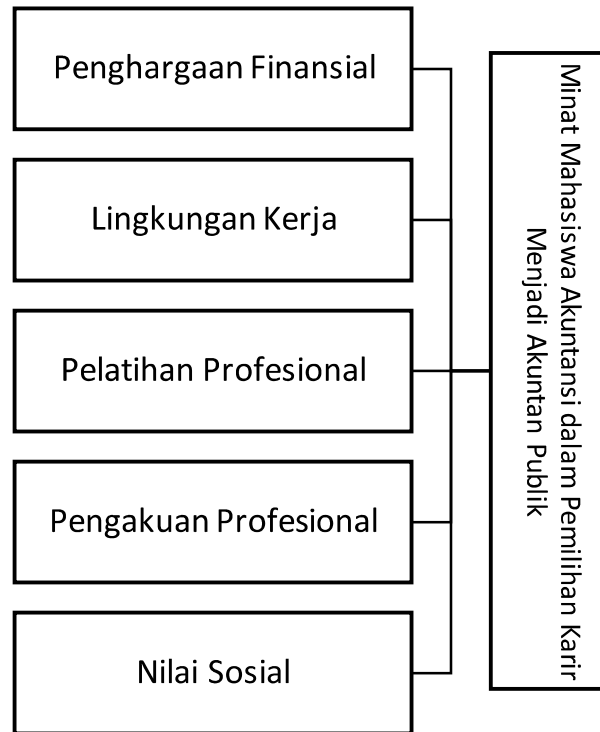 Penghargaan Finansial
Lingkungan Kerja
Pelatihan Profesional
Pengakuan Profesional
Nilai Sosial
Minat Mahasiswa Akuntansi dalam Pemilihan Karir
Menjadi Akuntan Publik